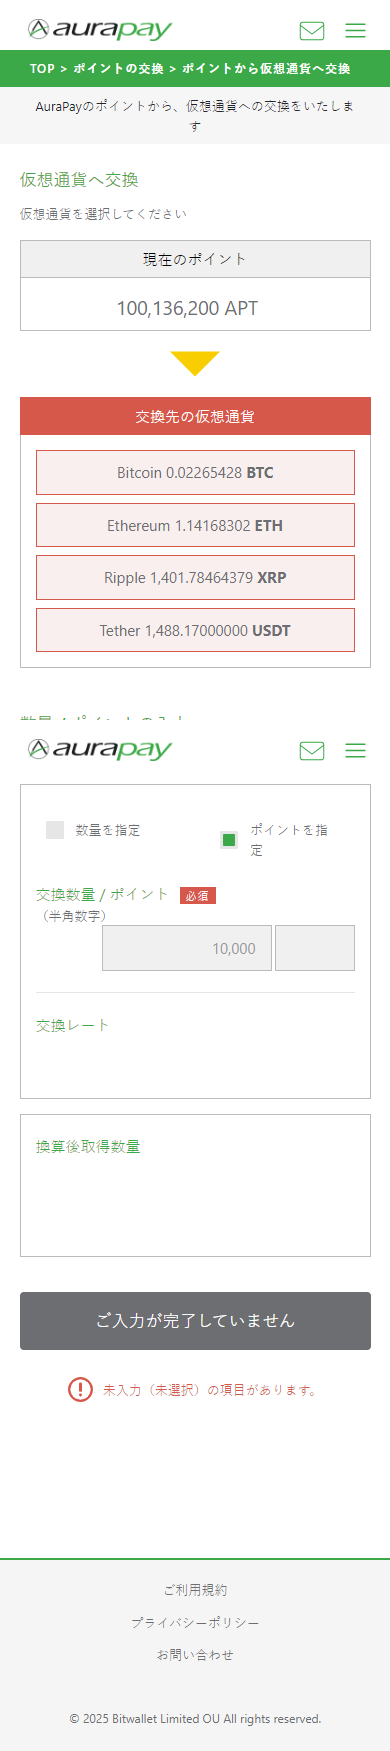 aurapay
TOP > ポイントの交換 > ポイントから仮想通貨へ交換
AuraPayのポイントから、仮想通貨への交換をいたしま
す
仮想通貨へ交換
仮想通貨を選択してください
現在のポイント
100,136,200 APT
交換先の仮想通貨
Bitcoin 0.02265428 BTC
Ethereum 1.14168302 ETH
Ripple 1,401.78464379 XRP
Tether 1,488.17000000 USDT
数量 / ポイントの入力
aurapay
数量を指定
ポイントを指
定
交換数量 / ポイント 必須
（半角数字）
10,000
交換レート
換算後取得数量
ご入力が完了していません
未入力（未選択）の項目があります。
ご利用規約
プライバシーポリシー
お問い合わせ
© 2025 Bitwallet Limited OU All rights reserved.